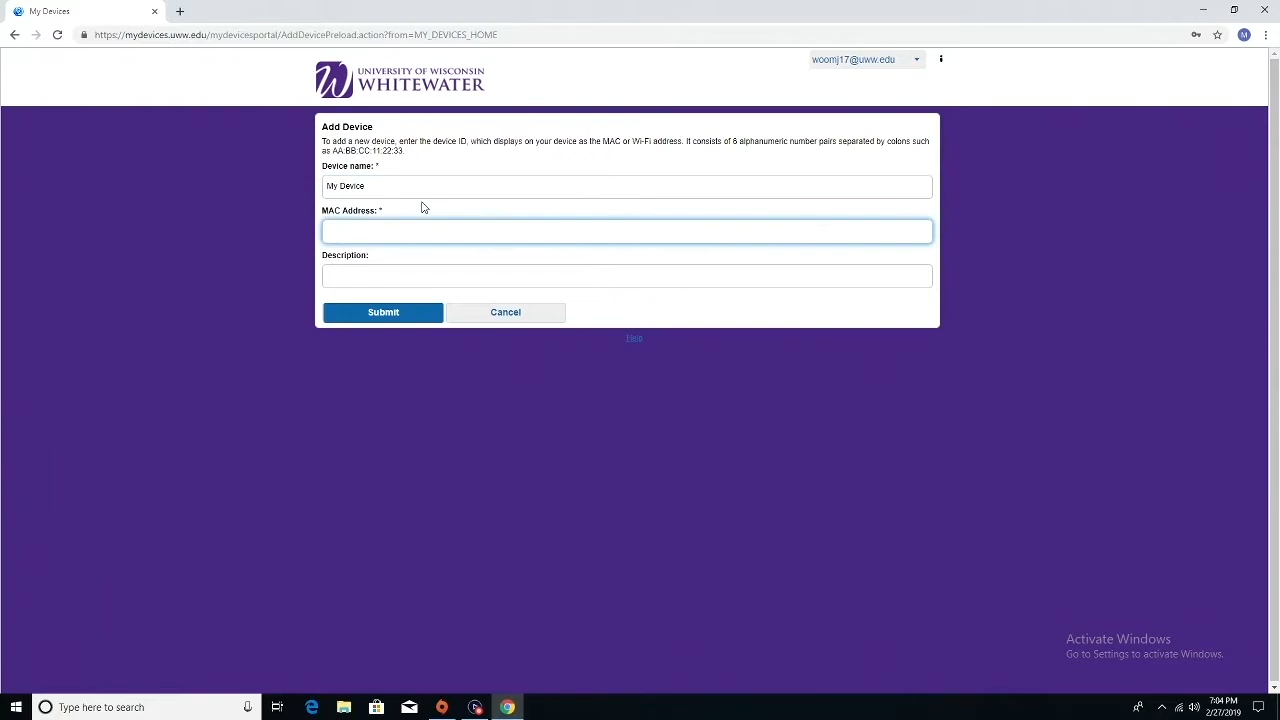 My Devices
https://mydevices.uww.edu/mydevicesportal/AddDevicePreload.action?from=MY_DEVICES_HOME
M
woomj17@uww.edu
UNIVERSITY OF WISCONSIN
WHITEWATER
Add Device
To add a new device, enter the device ID, which displays on your device as the MAC or Wi-Fi address. It consists of 6 alphanumeric number pairs separated by colons such
as AA:BB:CC:11:22:33.
Device name: *
My Device
MAC Address: *
Description:
Submit
Cancel
Help
Activate Windows
Go to Settings to activate Windows.
Type here to search
7:04 PM
2/27/2019